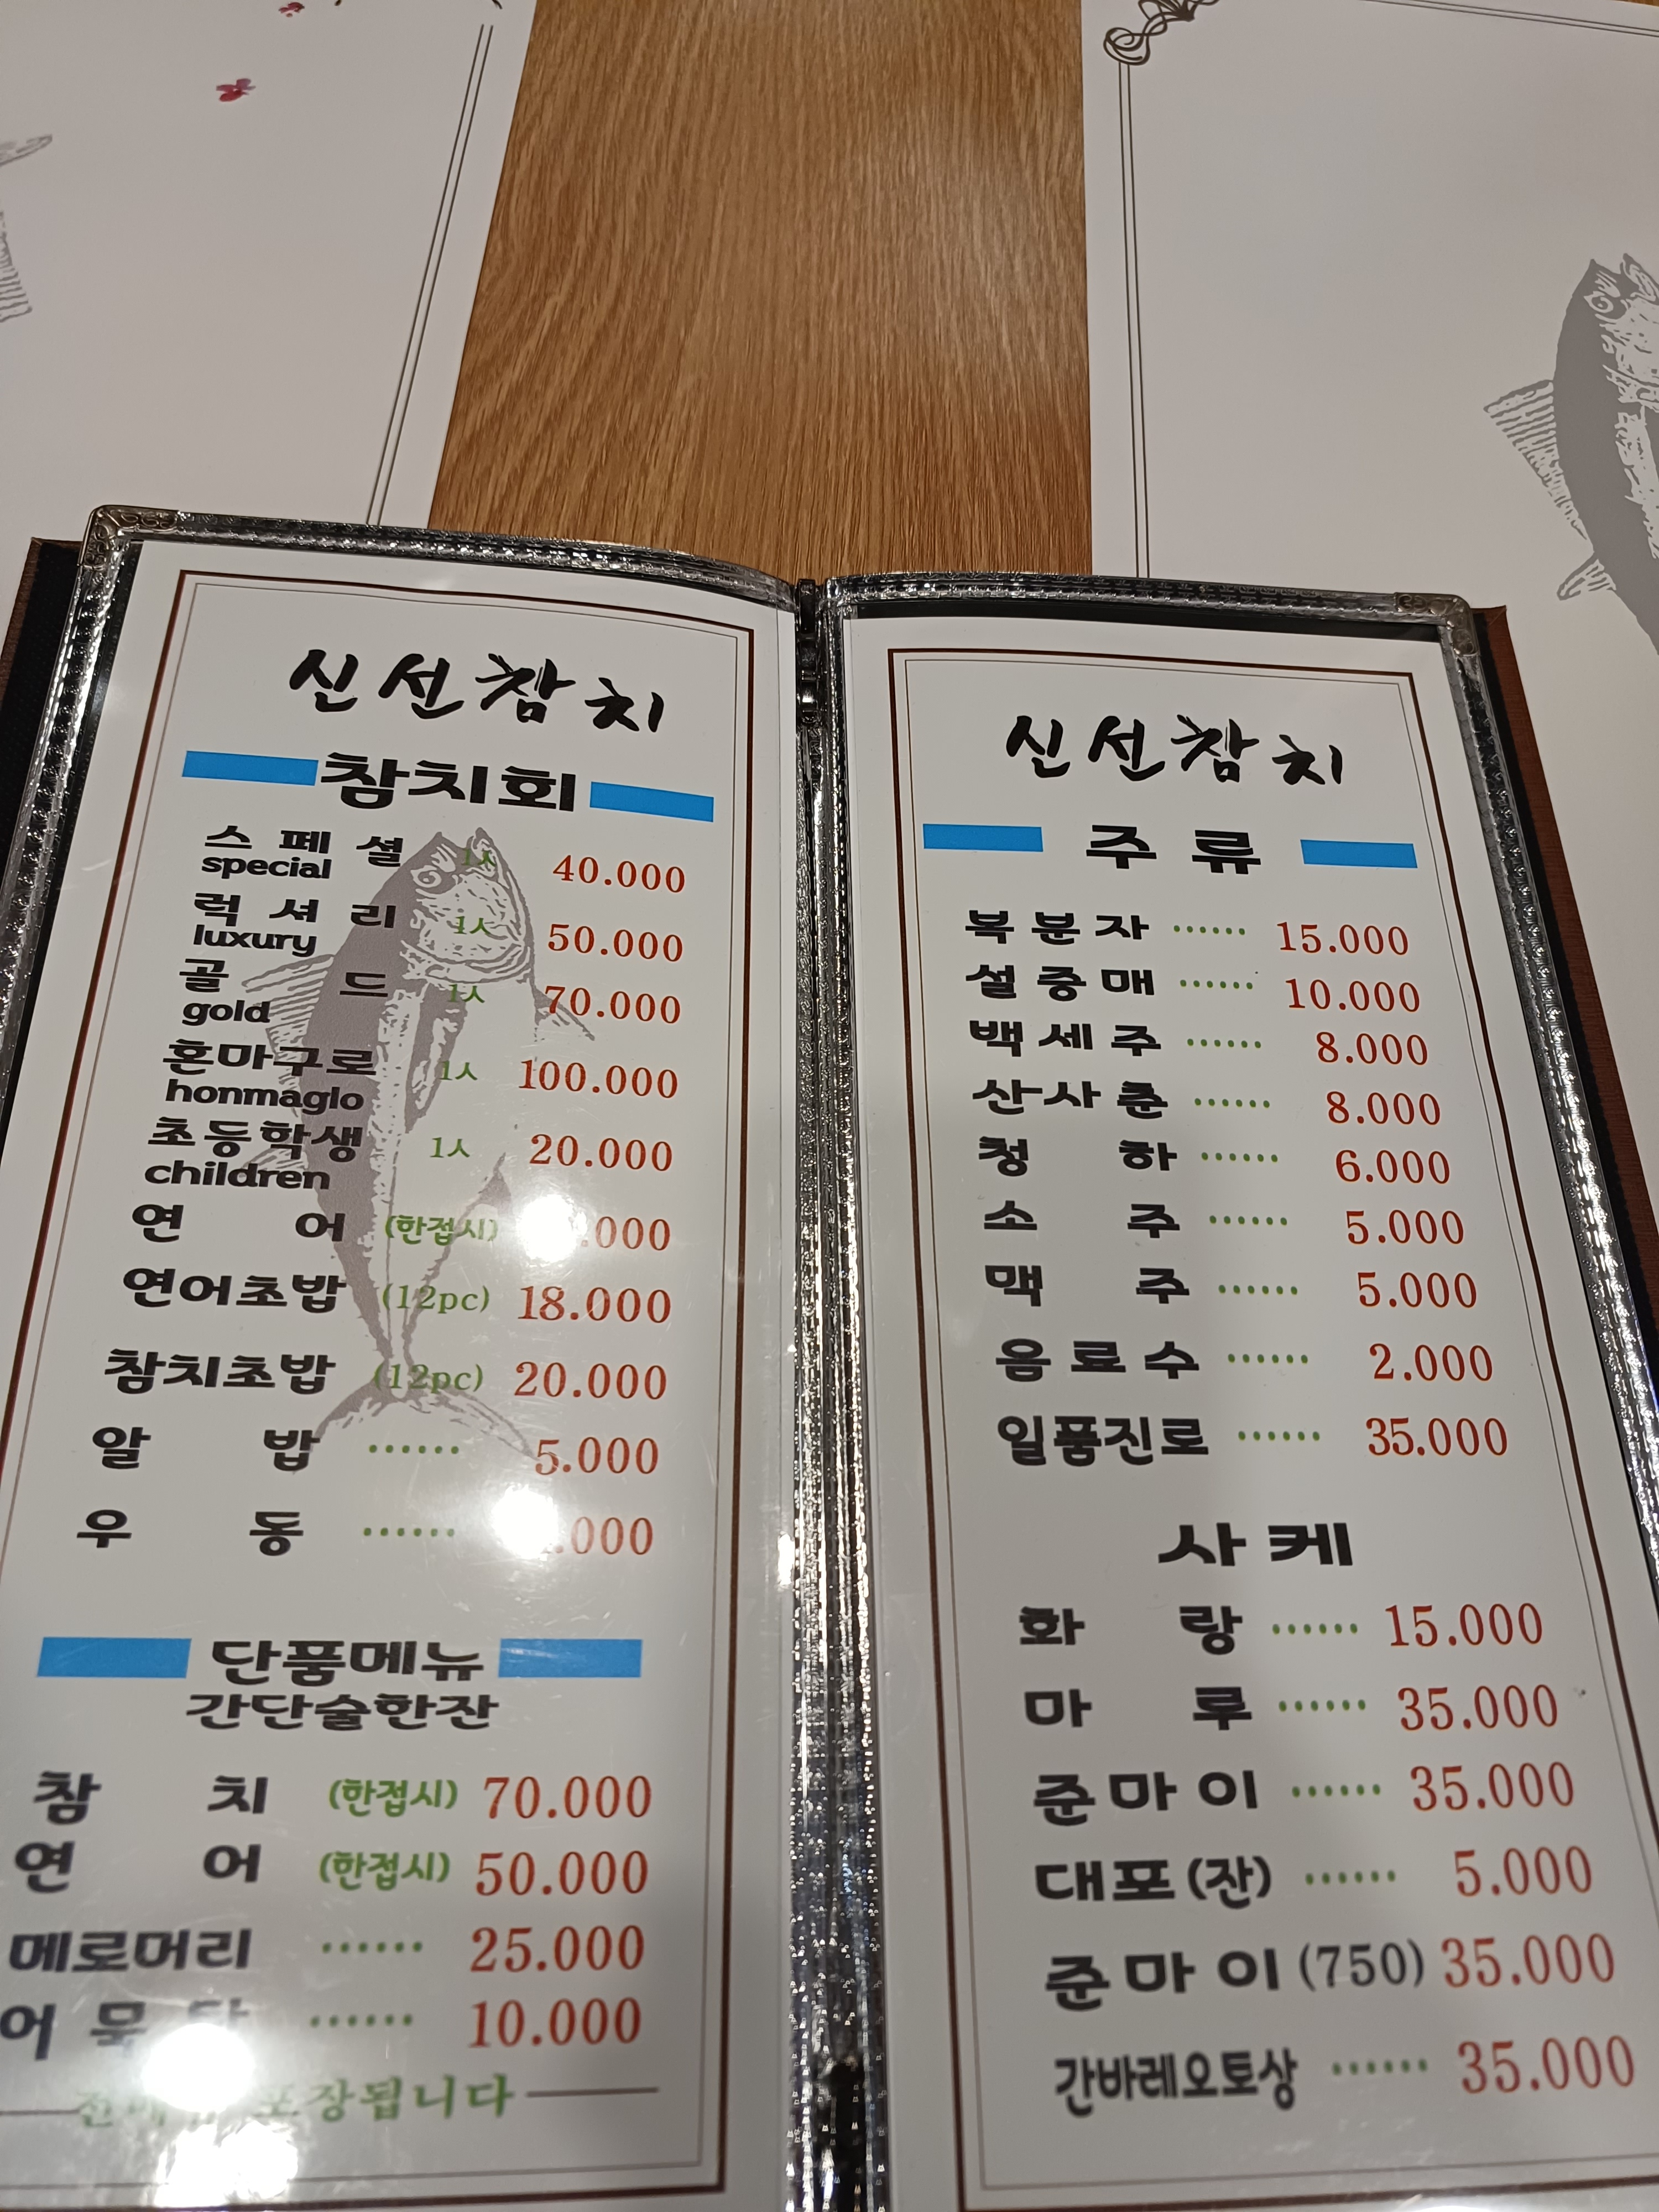 신선참치
참치회
스페셜 1人 40.000
special
럭셔리 1人 50.000
luxury
골드 1人 70.000
gold
혼마구로 1人 100.000
honmaglo
초등학생 1人 20.000
children
연어 (한접시)
연어초밥 (12pc) 18.000
참치초밥 (12pc) 20.000
알밥 ...... 5.000
우동 ......
단품메뉴
간단술한잔
참치 (한접시) 70.000
연어 (한접시) 50.000
메로머리 ...... 25.000
어묵 ...... 10.000
포장됩니다
신선참치
주류
복분자 ...... 15.000
설중매 ...... 10.000
백세주 ...... 8.000
산사춘 ...... 8.000
청하 ...... 6.000
소주 ...... 5.000
맥주 ...... 5.000
음료수 ...... 2.000
일품진로 ...... 35.000
사케
화랑 ...... 15.000
마루 ...... 35.000
준마이 ...... 35.000
대포(잔) ...... 5.000
준마이(750) 35.000
간바레오토상 ...... 35.000